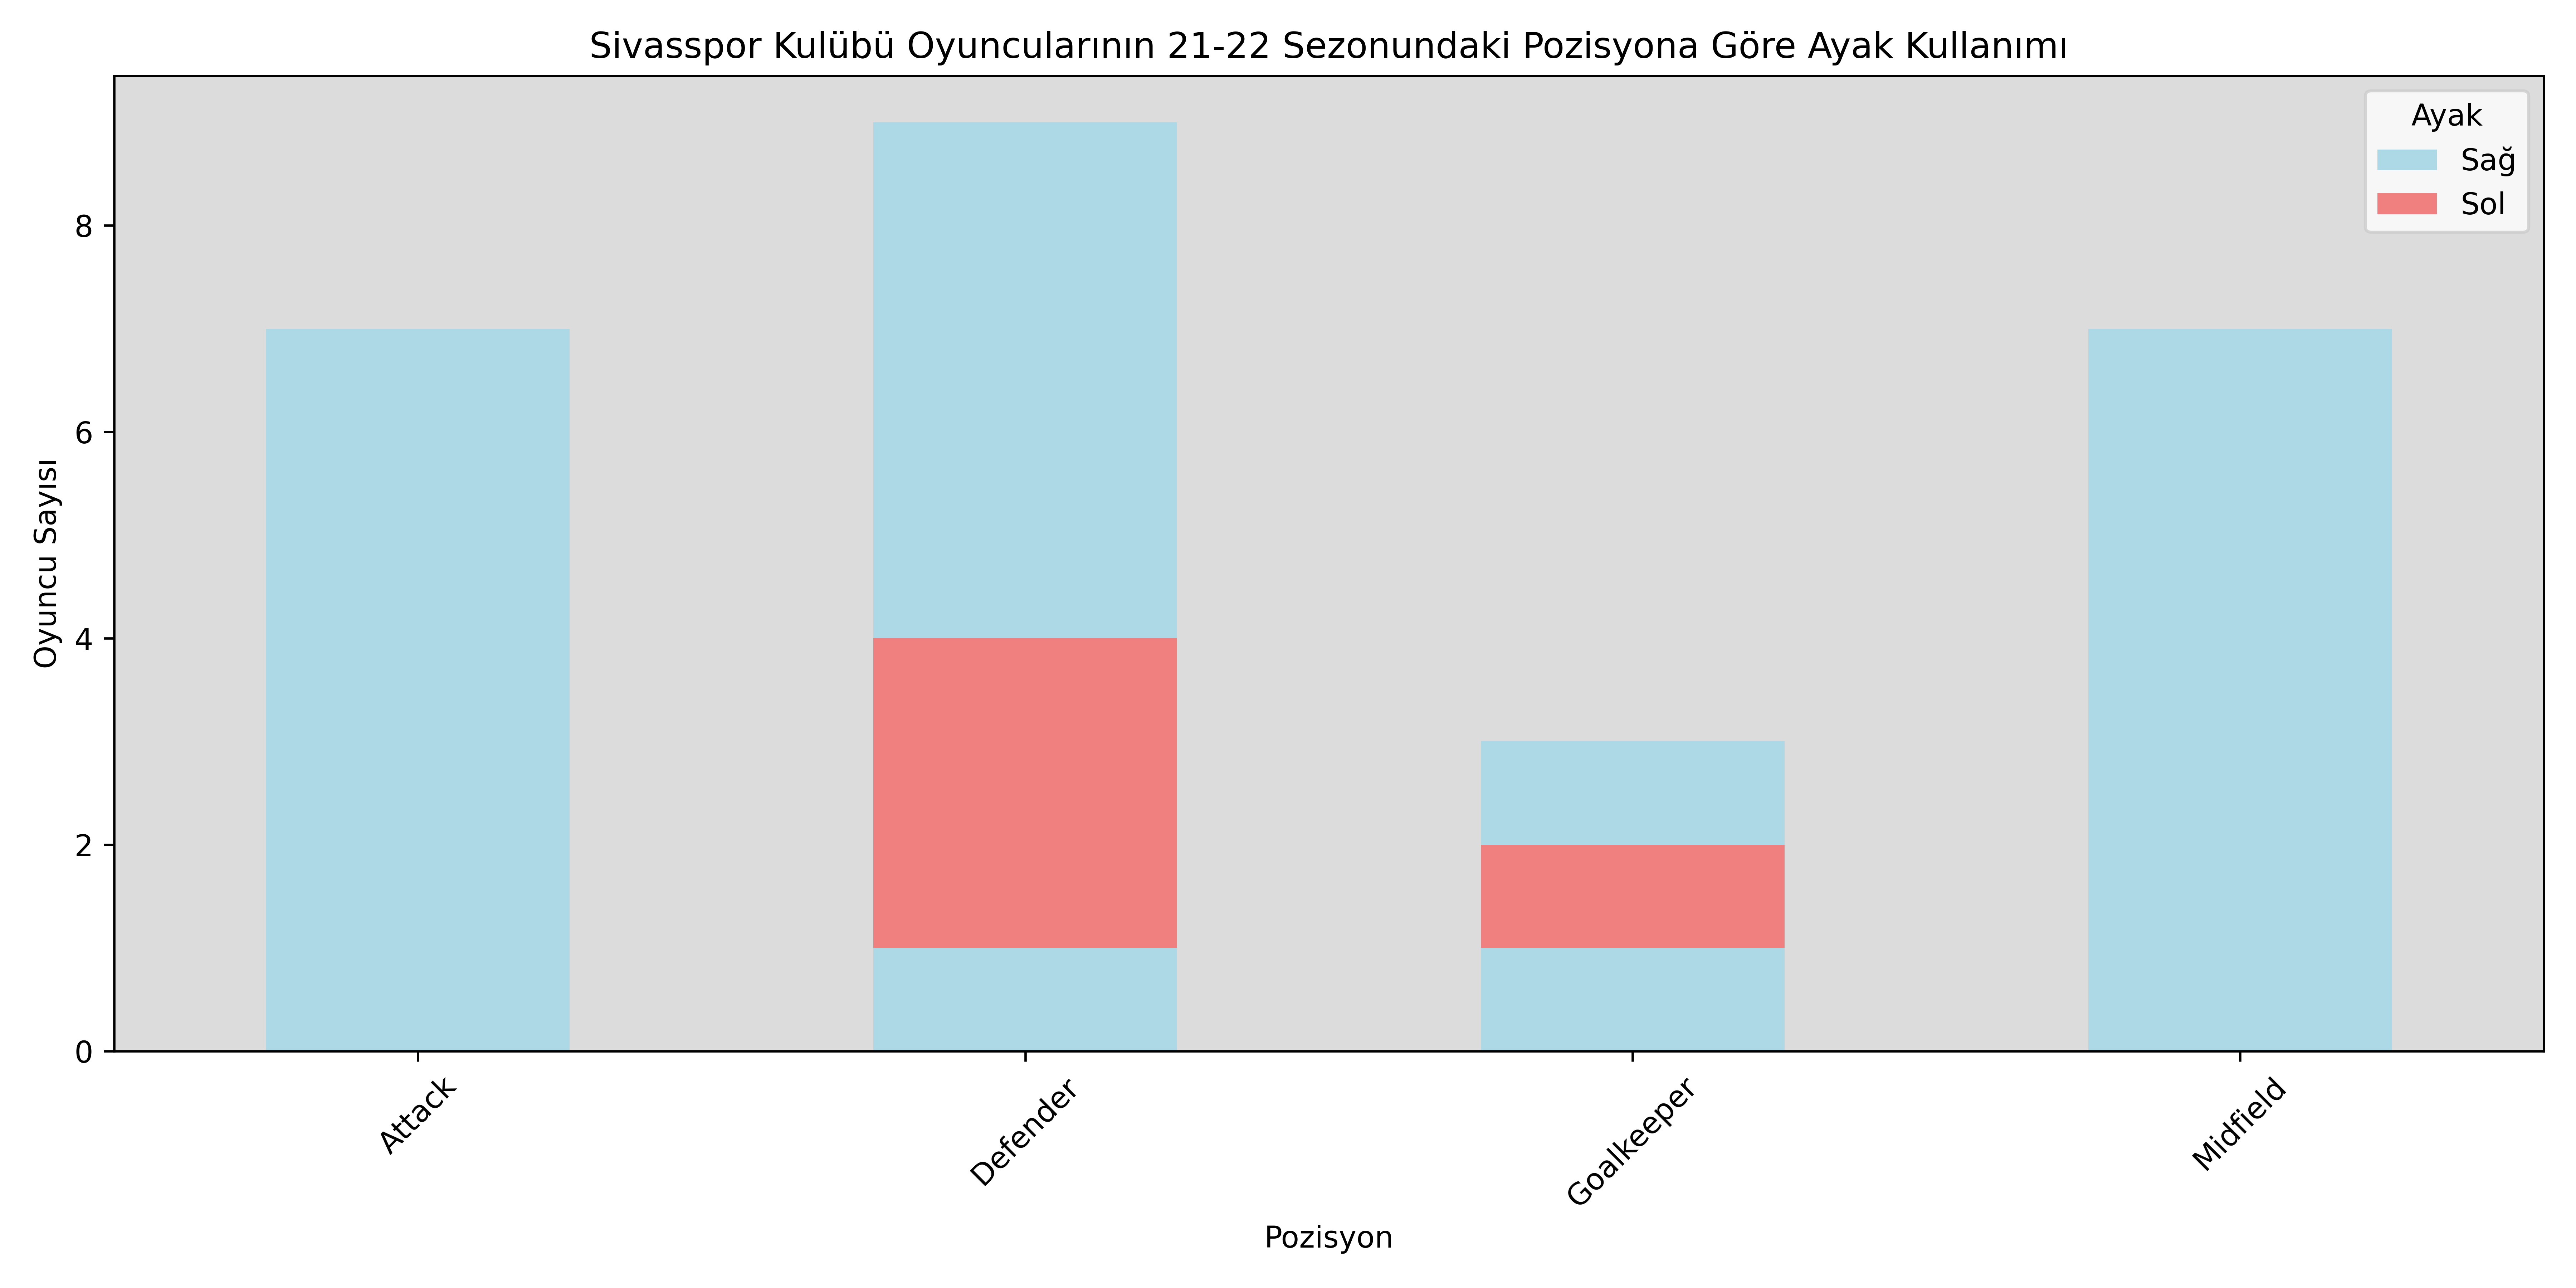 Sivasspor Kulübü Oyuncularının 21-22 Sezonundaki Pozisyona Göre Ayak Kullanımı
Ayak
Sağ
Sol
8
6
4
2
0
Oyuncu Sayısı
Attack
Defender
Goalkeeper
Midfield
Pozisyon